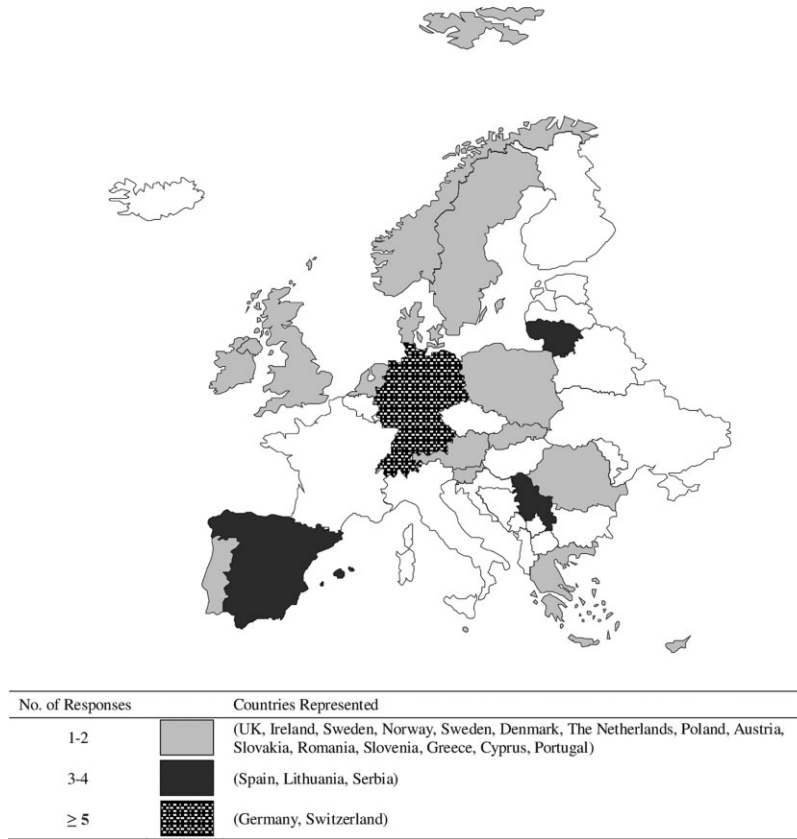 No. of Responses Countries Represented
1-2 (UK, Ireland, Sweden, Norway, Sweden, Denmark, The Netherlands, Poland, Austria,
Slovakia, Romania, Slovenia, Greece, Cyprus, Portugal)
3-4 (Spain, Lithuania, Serbia)
≥ 5 (Germany, Switzerland)